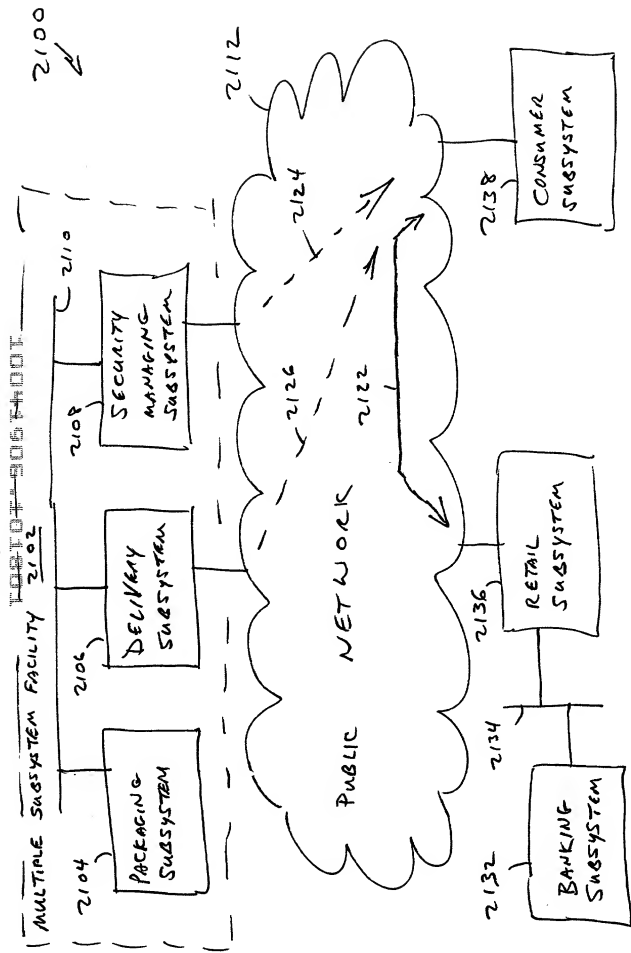 2100
MULTIPLE SUBSYSTEM FACILITY 2102
2110
2104
PACKAGING
SUBSYSTEM
2106
DELIVERY
SUBSYSTEM
2108
SECURITY
MANAGING
SUBSYSTEM
2112
2124
2126
2122
PUBLIC NETWORK
2132
BANKING
SUBSYSTEM
2134
2136
RETAIL
SUBSYSTEM
2138
CONSUMER
SUBSYSTEM